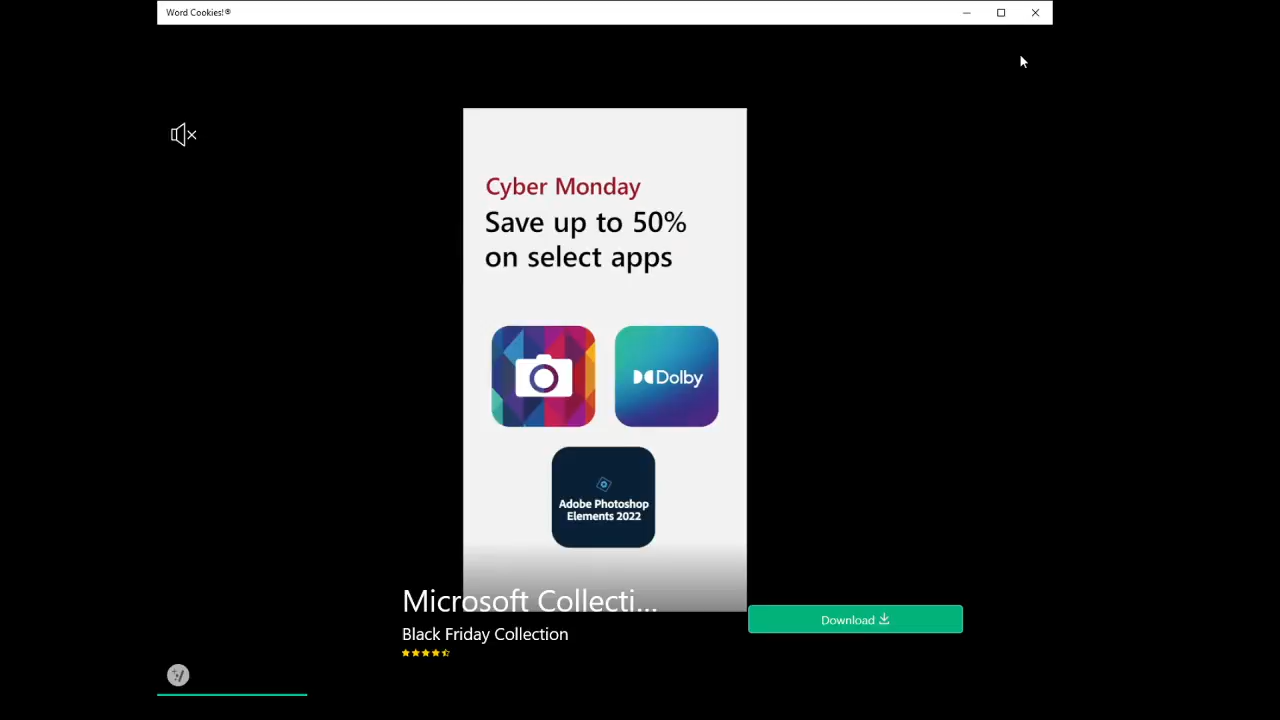 Word Cookies!®
Cyber Monday
Save up to 50%
on select apps
Dolby
Adobe Photoshop
Elements 2022
Microsoft Collecti...
Black Friday Collection
Download